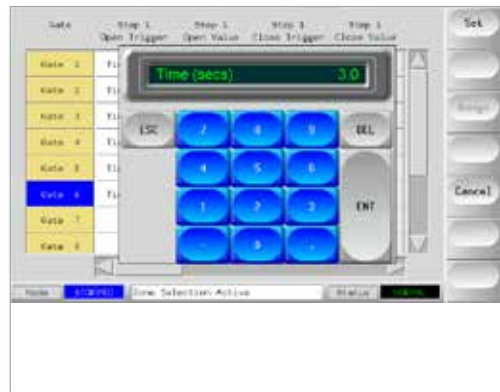 Gate Step 1 Step 1 Step 1 Step 1
Open Trigger Open Value Close Trigger Close Value
Set
Gate 1
Time (secs) 3.0
Gate 2
Gate 3
ESC 7 8 9 DEL
Gate 4
Gate 5
4 5 6
Gate 6
Cancel
1 2 3 ENT
Gate 7
Gate 8
- 0 .
Mode Zone Selection Active Status NORMAL